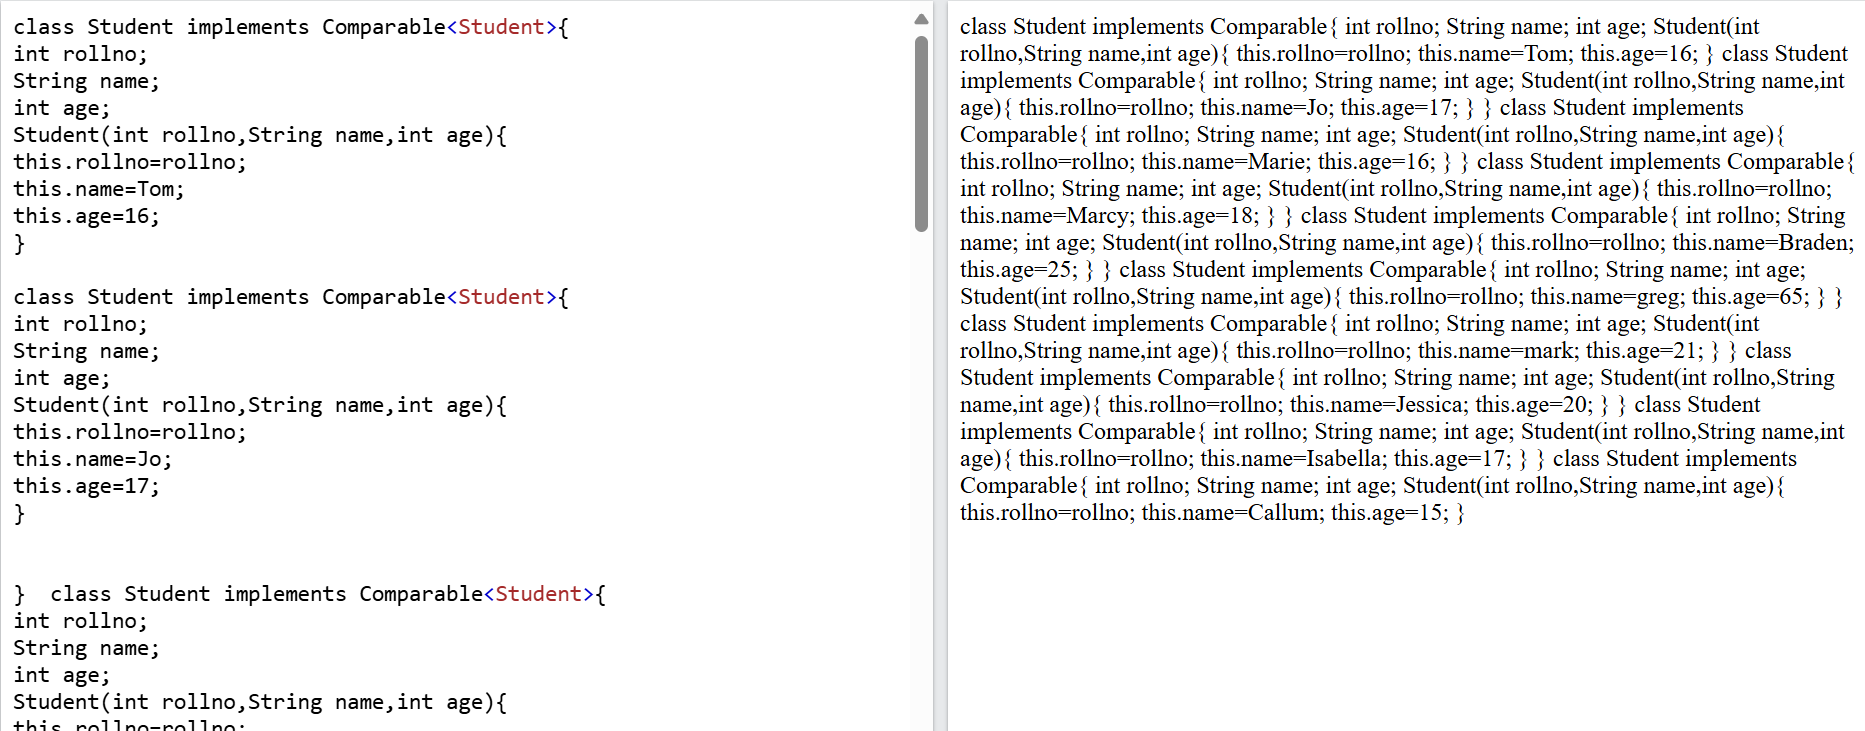 class Student implements Comparable<Student>{
int rollno;
String name;
int age;
Student(int rollno,String name,int age){
this.rollno=rollno;
this.name=Tom;
this.age=16;
}
class Student implements Comparable<Student>{
int rollno;
String name;
int age;
Student(int rollno,String name,int age){
this.rollno=rollno;
this.name=Jo;
this.age=17;
}
}  class Student implements Comparable<Student>{
int rollno;
String name;
int age;
Student(int rollno,String name,int age){
this.rollno=rollno;
class Student implements Comparable{ int rollno; String name; int age; Student(int
rollno,String name,int age){ this.rollno=rollno; this.name=Tom; this.age=16; } class Student
implements Comparable{ int rollno; String name; int age; Student(int rollno,String name,int
age){ this.rollno=rollno; this.name=Jo; this.age=17; } } class Student implements
Comparable{ int rollno; String name; int age; Student(int rollno,String name,int age){
this.rollno=rollno; this.name=Marie; this.age=16; } } class Student implements Comparable{
int rollno; String name; int age; Student(int rollno,String name,int age){ this.rollno=rollno;
this.name=Marcy; this.age=18; } } class Student implements Comparable{ int rollno; String
name; int age; Student(int rollno,String name,int age){ this.rollno=rollno; this.name=Braden;
this.age=25; } } class Student implements Comparable{ int rollno; String name; int age;
Student(int rollno,String name,int age){ this.rollno=rollno; this.name=greg; this.age=65; } }
class Student implements Comparable{ int rollno; String name; int age; Student(int
rollno,String name,int age){ this.rollno=rollno; this.name=mark; this.age=21; } } class
Student implements Comparable{ int rollno; String name; int age; Student(int rollno,String
name,int age){ this.rollno=rollno; this.name=Jessica; this.age=20; } } class Student
implements Comparable{ int rollno; String name; int age; Student(int rollno,String name,int
age){ this.rollno=rollno; this.name=Isabella; this.age=17; } } class Student implements
Comparable{ int rollno; String name; int age; Student(int rollno,String name,int age){
this.rollno=rollno; this.name=Callum; this.age=15; }